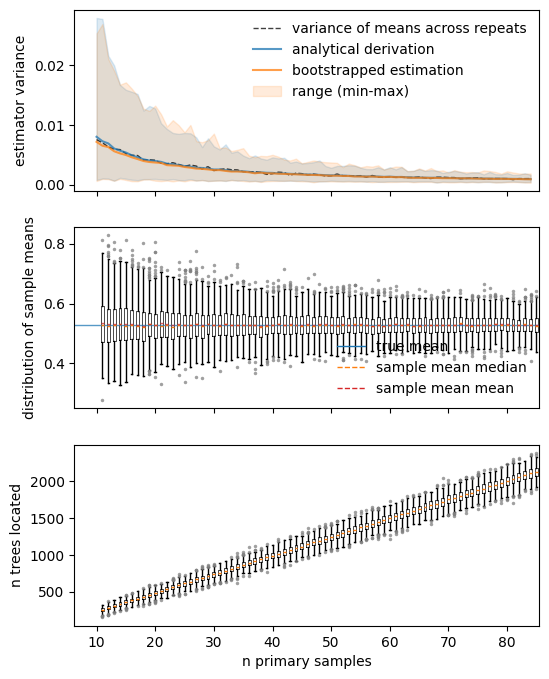 estimator variance
0.02
0.01
0.00
variance of means across repeats
analytical derivation
bootstrapped estimation
range (min-max)
distribution of sample means
0.8
0.6
0.4
true mean
sample mean median
sample mean mean
n trees located
2000
1500
1000
500
10 20 30 40 50 60 70 80
n primary samples